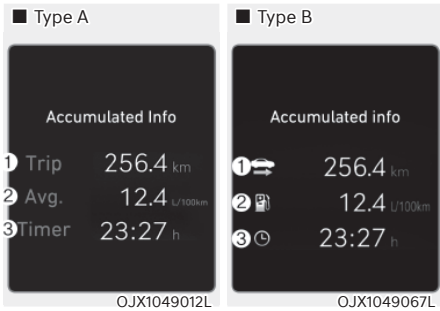 ■ Type A
Accumulated Info
1 Trip 256.4 km
2 Avg. 12.4 L/100km
3 Timer 23:27 h
OJX1049012L
■ Type B
Accumulated info
1 256.4 km
2 12.4 L/100km
3 23:27 h
OJX1049067L